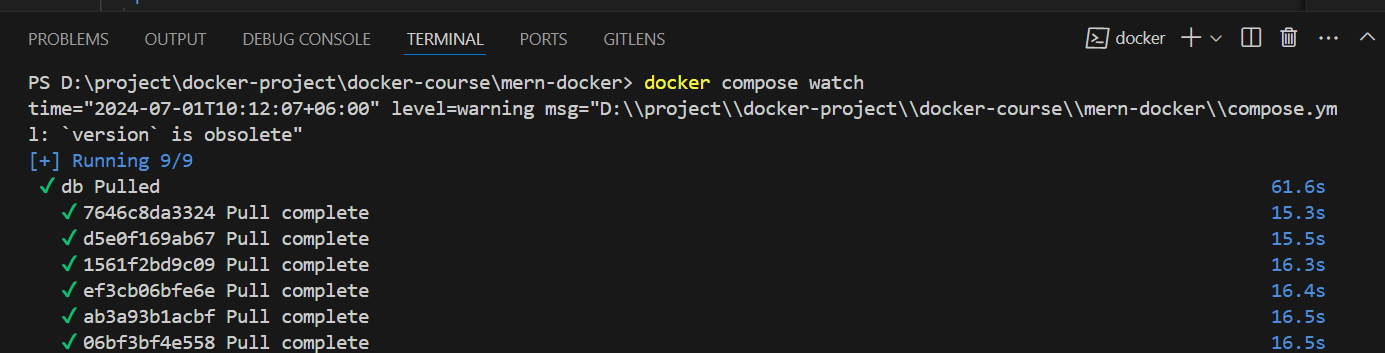 PROBLEMS OUTPUT DEBUG CONSOLE TERMINAL PORTS GITLENS docker
PS D:\project\docker-project\docker-course\mern-docker> docker compose watch
time="2024-07-01T10:12:07+06:00" level=warning msg="D:\\project\\docker-project\\docker-course\\mern-docker\\compose.ym
l: `version` is obsolete"
[+] Running 9/9
✓ db Pulled 61.6s
✓ 7646c8da3324 Pull complete 15.3s
✓ d5e0f169ab67 Pull complete 15.5s
✓ 1561f2bd9c09 Pull complete 16.3s
✓ ef3cb06bfe6e Pull complete 16.4s
✓ ab3a93b1acbf Pull complete 16.5s
✓ 06bf3bf4e558 Pull complete 16.5s